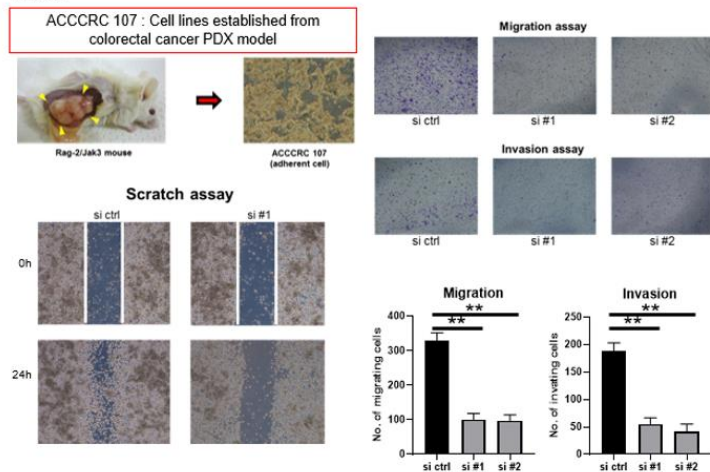 ACCCRC 107 : Cell lines established from
colorectal cancer PDX model
Rag-2/Jak3 mouse
ACCCRC 107
(adherent cell)
Scratch assay
si ctrl
si #1
0h
24h
Migration assay
si ctrl
si #1
si #2
Invasion assay
si ctrl
si #1
si #2
Migration
**
**
No. of migrating cells
400
300
200
100
0
si ctrl
si #1
si #2
Invasion
**
**
No. of invating cells
250
200
150
100
50
0
si ctrl
si #1
si #2